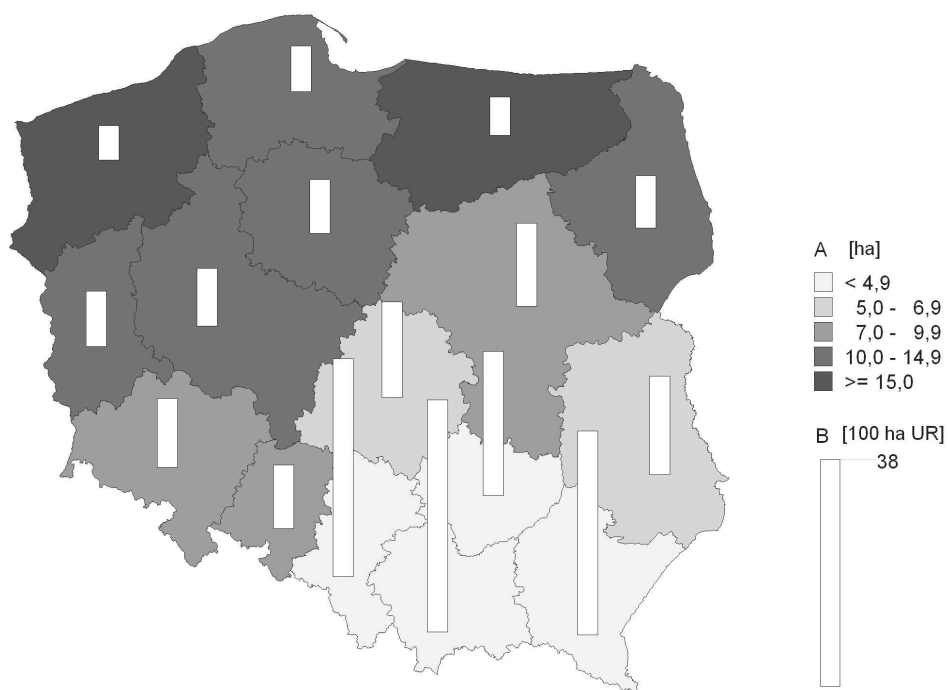 A [ha]
< 4,9
5,0 - 6,9
7,0 - 9,9
10,0 - 14,9
>= 15,0
B [100 ha UR]
38